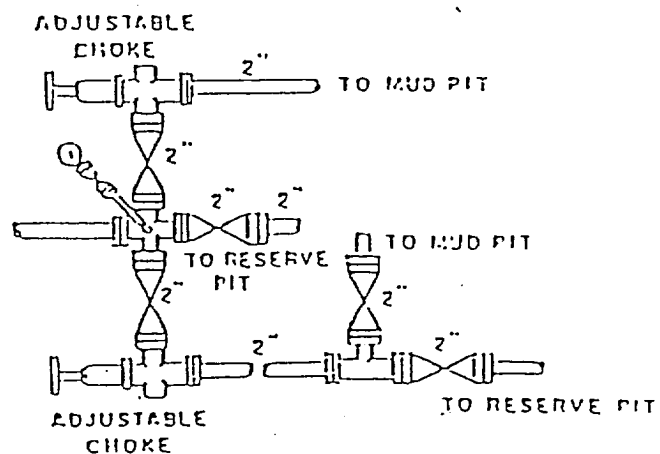 ADJUSTABLE
CHOKE
2"
TO MUD PIT
2"
2" 2"
TO RESERVE
PIT
TO MUD PIT
2"
2"
2"
2"
TO RESERVE PIT
ADJUSTABLE
CHOKE